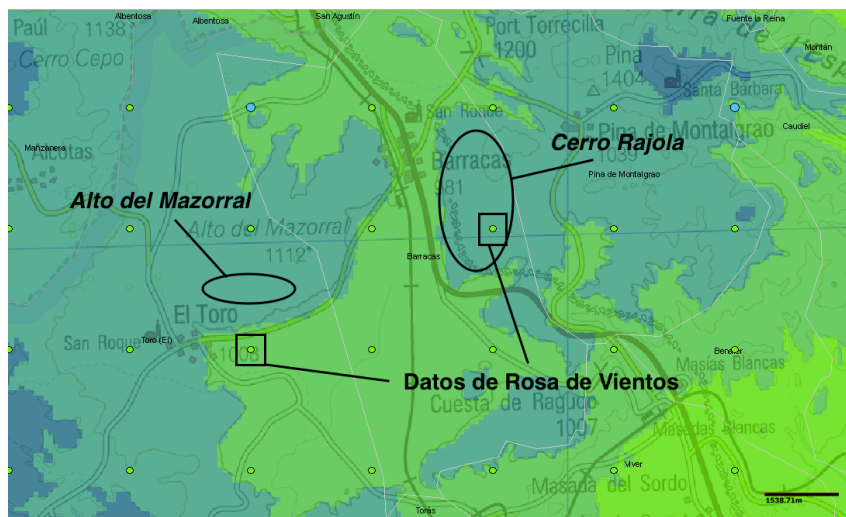 Albentosa
Albentosa
San Agustín
Fuente la Reina
Paúl 1138
Port Torrecilla
1200
Montán
Cerro Cepo
Pina
1404
Santa Bárbara
San Roque
Caudiel
Manzanera
Alcotas
Barracas
981
Cerro Rajola
Pina de Montalgrao
1039
Pina de Montalgrao
Alto del Mazorral
Alto del Mazorral
1112
Barracas
El Toro
San Roque
Toro (El)
1008
Masías Blancas
Datos de Rosa de Vientos
Cuesta de Ragudo
1007
Masadas Blancas
Viver
Masada del Sordo
1538.71m
Torás